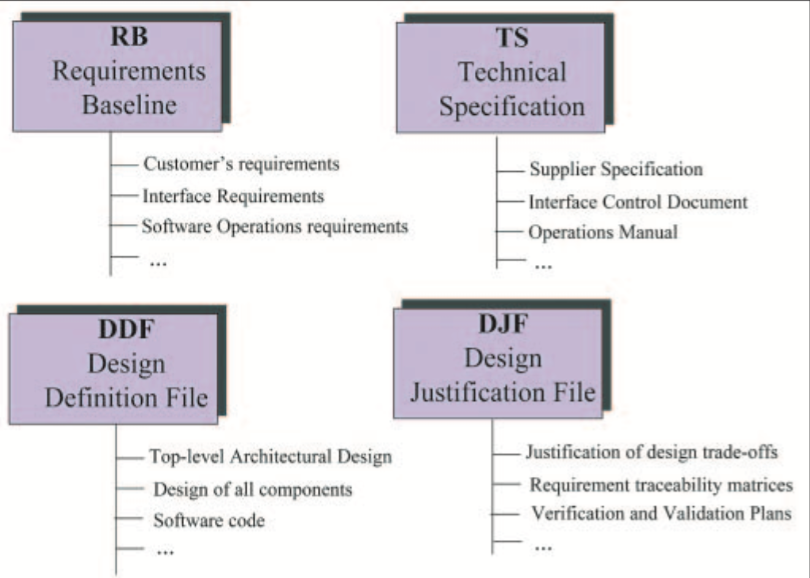 RB
Requirements
Baseline
Customer's requirements
Interface Requirements
Software Operations requirements
...
TS
Technical
Specification
Supplier Specification
Interface Control Document
Operations Manual
...
DDF
Design
Definition File
Top-level Architectural Design
Design of all components
Software code
...
DJF
Design
Justification File
Justification of design trade-offs
Requirement traceability matrices
Verification and Validation Plans
...